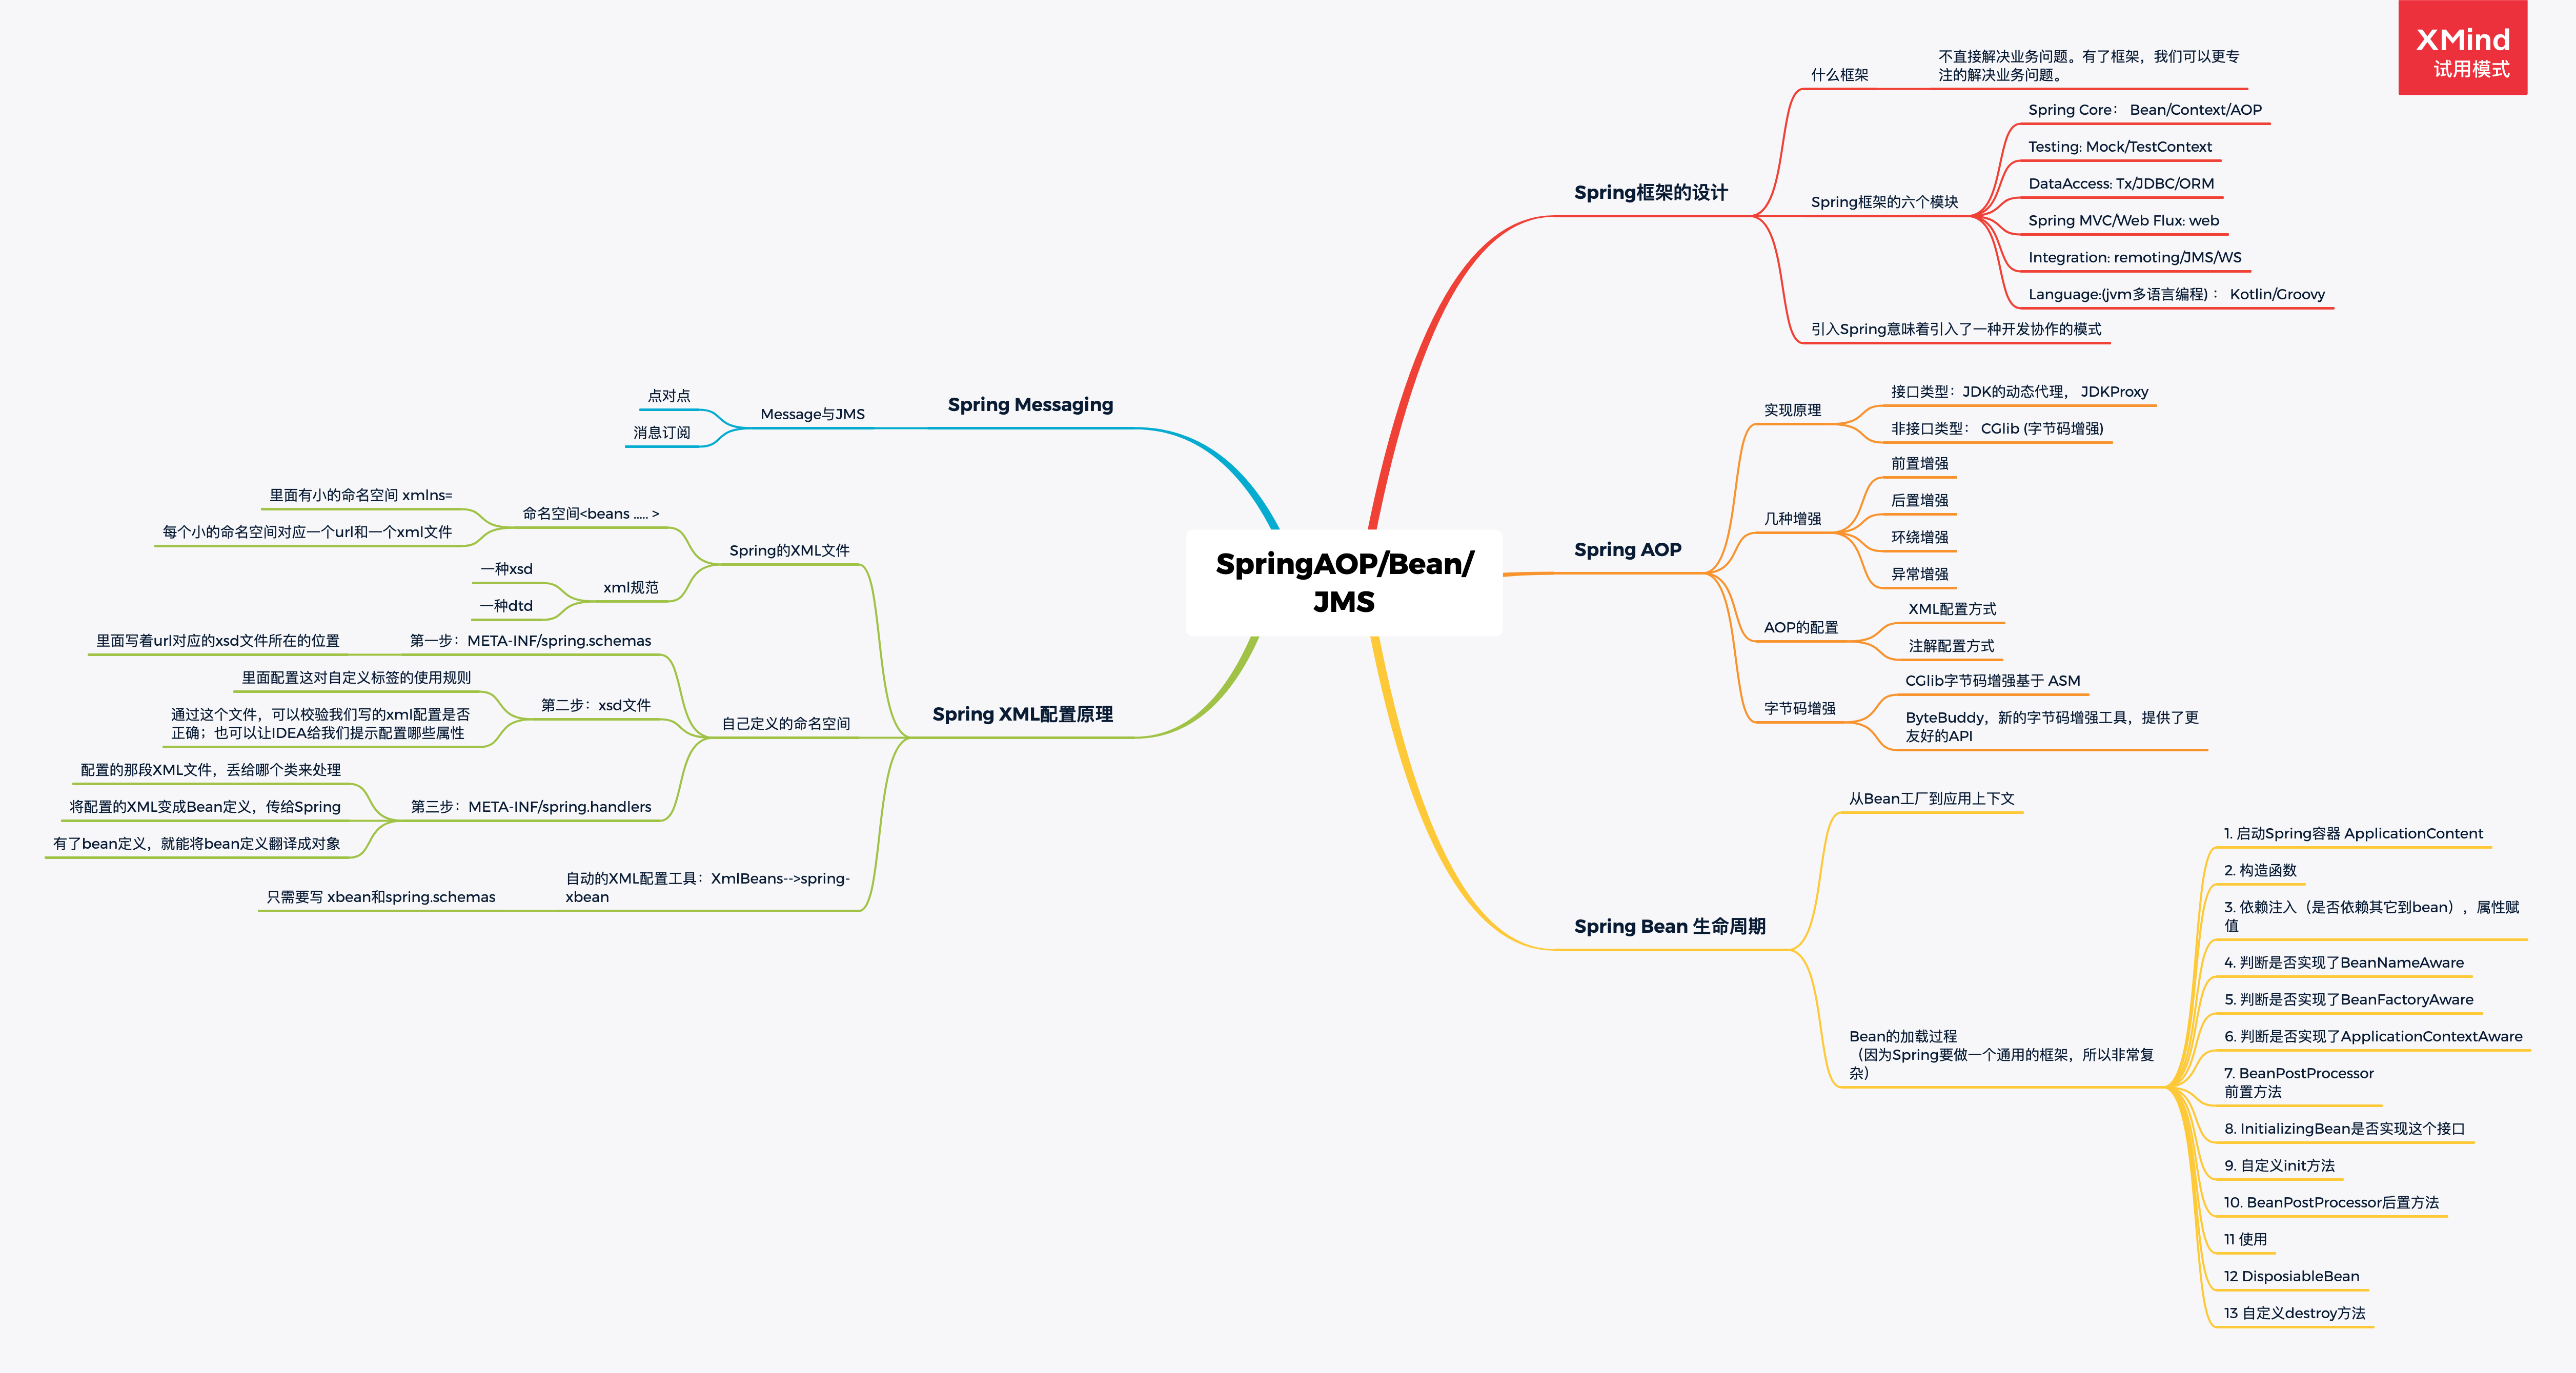 XMind
试用模式
SpringAOP/Bean/
JMS
Spring框架的设计
什么框架
不直接解决业务问题。有了框架，我们可以更专
注的解决业务问题。
Spring框架的六个模块
Spring Core： Bean/Context/AOP
Testing: Mock/TestContext
DataAccess: Tx/JDBC/ORM
Spring MVC/Web Flux: web
Integration: remoting/JMS/WS
Language:(jvm多语言编程)： Kotlin/Groovy
引入Spring意味着引入了一种开发协作的模式
Spring AOP
实现原理
接口类型：JDK的动态代理， JDKProxy
非接口类型： CGlib (字节码增强)
几种增强
前置增强
后置增强
环绕增强
异常增强
AOP的配置
XML配置方式
注解配置方式
字节码增强
CGlib字节码增强基于 ASM
ByteBuddy，新的字节码增强工具，提供了更
友好的API
Spring Bean 生命周期
从Bean工厂到应用上下文
Bean的加载过程
（因为Spring要做一个通用的框架，所以非常复
杂）
1. 启动Spring容器 ApplicationContent
2. 构造函数
3. 依赖注入（是否依赖其它到bean），属性赋
值
4. 判断是否实现了BeanNameAware
5. 判断是否实现了BeanFactoryAware
6. 判断是否实现了ApplicationContextAware
7. BeanPostProcessor
前置方法
8. InitializingBean是否实现这个接口
9. 自定义init方法
10. BeanPostProcessor后置方法
11 使用
12 DisposiableBean
13 自定义destroy方法
Spring Messaging
Message与JMS
点对点
消息订阅
Spring XML配置原理
Spring的XML文件
命名空间<beans ..... >
里面有小的命名空间 xmlns=
每个小的命名空间对应一个url和一个xml文件
xml规范
一种xsd
一种dtd
自己定义的命名空间
第一步：META-INF/spring.schemas
里面写着url对应的xsd文件所在的位置
第二步：xsd文件
里面配置这对自定义标签的使用规则
通过这个文件，可以校验我们写的xml配置是否
正确；也可以让IDEA给我们提示配置哪些属性
第三步：META-INF/spring.handlers
配置的那段XML文件，丢给哪个类来处理
将配置的XML变成Bean定义，传给Spring
有了bean定义，就能将bean定义翻译成对象
自动的XML配置工具：XmlBeans-->spring-
xbean
只需要写 xbean和spring.schemas